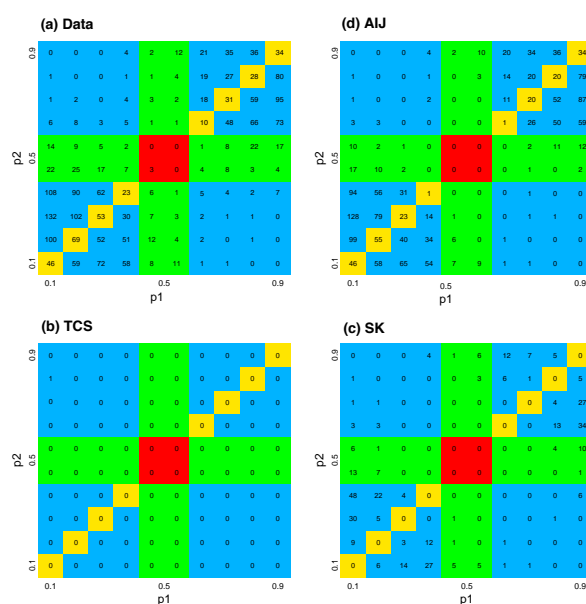 (a) Data
0.9 0 0 0 4 2 12 21 35 36 34
1 0 0 1 1 4 19 27 28 80
1 2 0 4 3 2 18 31 59 95
6 8 3 5 1 1 10 48 66 73
14 9 5 2 0 0 1 8 22 17
p2 0.5
22 25 17 7 3 0 4 8 3 4
108 90 62 23 6 1 5 4 2 7
132 102 53 30 7 3 2 1 1 0
100 69 52 51 12 4 2 0 1 0
0.1 46 59 72 58 8 11 1 1 0 0
0.1 0.5 0.9
p1
(d) AIJ
0.9 0 0 0 4 2 10 20 34 36 34
1 0 0 0 0 3 14 20 20 79
1 1 0 2 0 0 11 20 52 87
3 3 0 0 0 0 1 26 50 59
10 2 1 0 0 0 0 2 11 12
p2 0.5
17 10 2 0 0 0 0 1 0 2
94 56 31 1 0 0 0 0 0 6
128 79 23 14 1 0 0 1 1 0
99 55 40 34 6 0 1 0 0 0
0.1 46 58 65 54 7 9 1 1 0 0
0.1 0.5 0.9
p1
(b) TCS
0.9 0 0 0 0 0 0 0 0 0 0
1 0 0 0 0 0 0 0 0 0
0 0 0 0 0 0 0 0 0 0
0 0 0 0 0 0 0 0 0 0
0 0 0 0 0 0 0 0 0 0
p2 0.5
0 0 0 0 0 0 0 0 0 0
0 0 0 0 0 0 0 0 0 0
0 0 0 0 0 0 0 0 0 0
0 0 0 0 0 0 0 0 0 0
0.1 0 0 0 0 0 0 0 0 0 0
0.1 0.5 0.9
p1
(c) SK
0.9 0 0 0 4 1 6 12 7 5 0
1 0 0 0 0 3 6 1 0 5
1 1 0 0 0 0 0 0 4 27
3 3 0 0 0 0 0 0 13 34
6 1 0 0 0 0 0 0 4 10
p2 0.5
13 7 0 0 0 0 0 0 0 1
48 22 4 0 0 0 0 0 0 6
30 5 0 0 1 0 0 0 1 0
9 0 3 12 1 0 1 0 0 0
0.1 0 6 14 27 5 5 1 1 0 0
0.1 0.5 0.9
p1